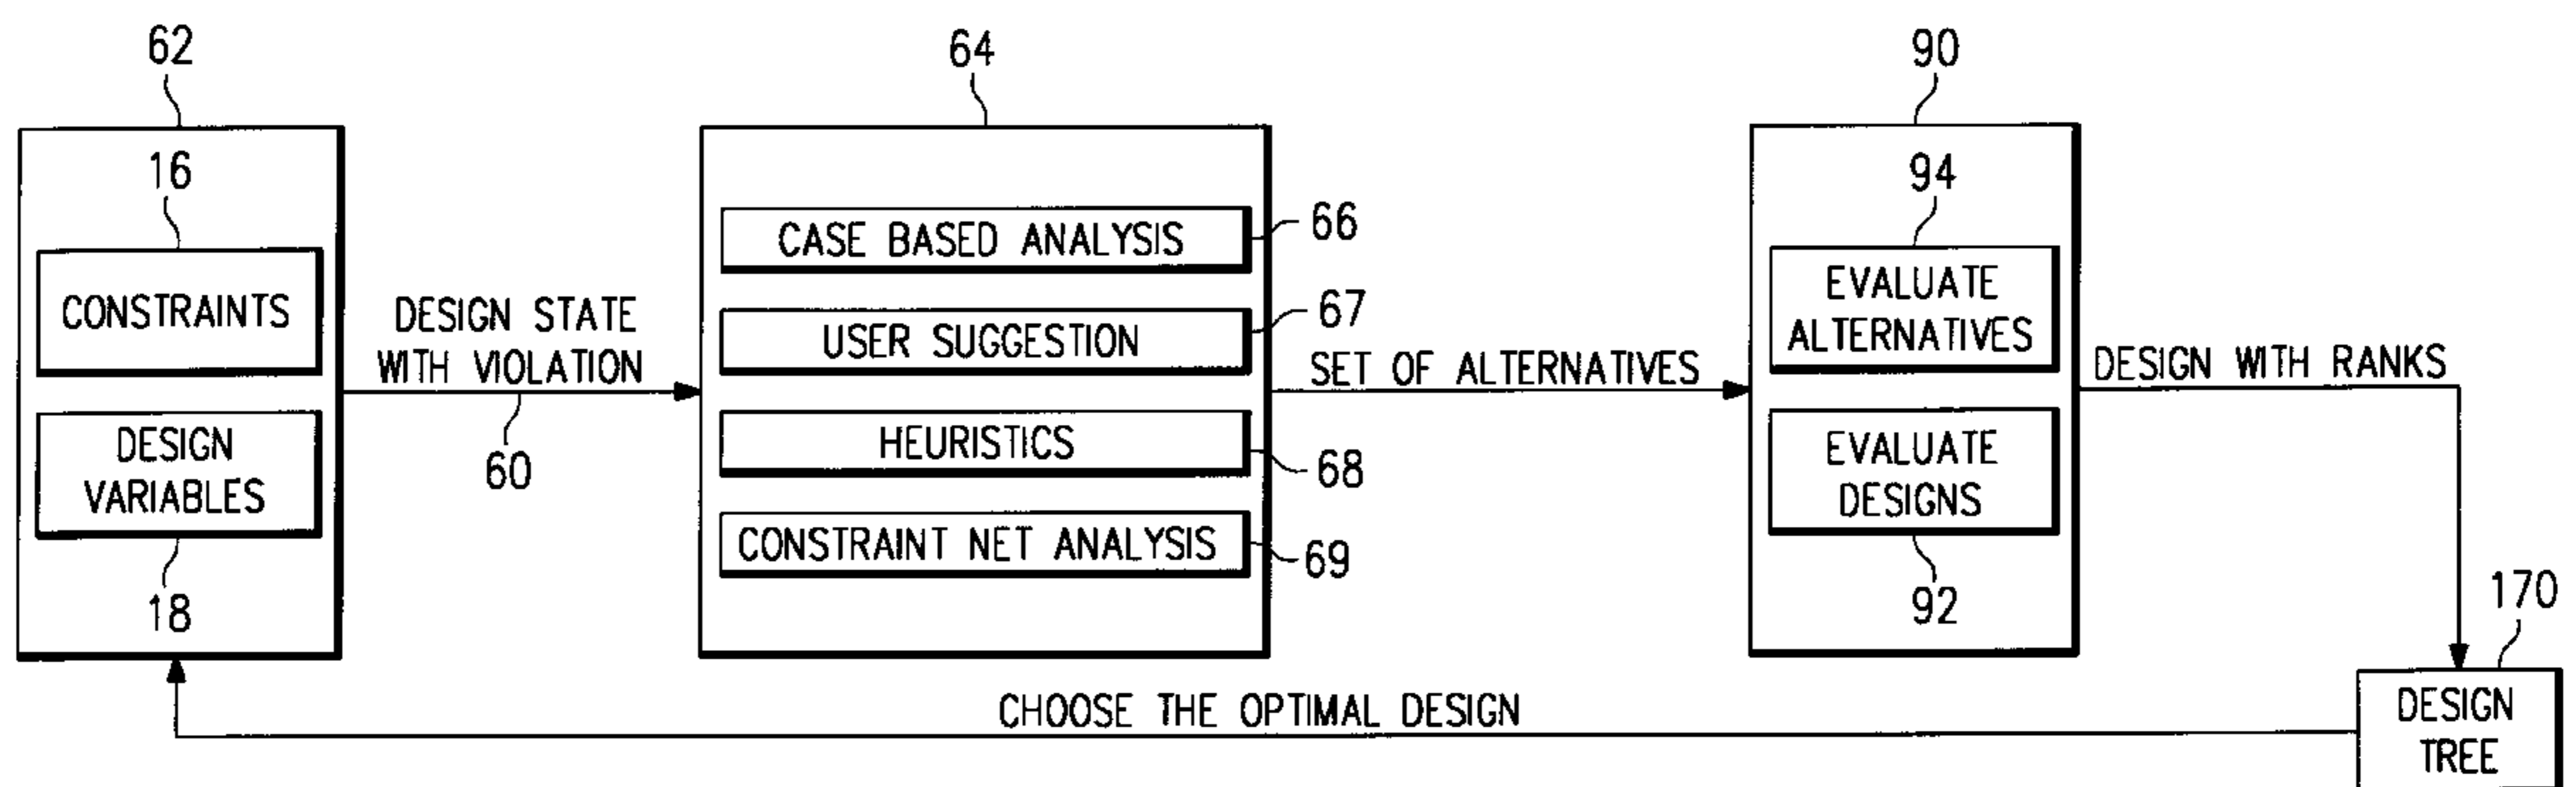 62
64
90
16
94
CASE BASED ANALYSIS
66
CONSTRAINTS
DESIGN STATE
WITH VIOLATION
60
USER SUGGESTION
67
SET OF ALTERNATIVES
EVALUATE
ALTERNATIVES
DESIGN WITH RANKS
DESIGN
VARIABLES
18
HEURISTICS
68
EVALUATE
DESIGNS
92
CONSTRAINT NET ANALYSIS
69
170
CHOOSE THE OPTIMAL DESIGN
DESIGN
TREE